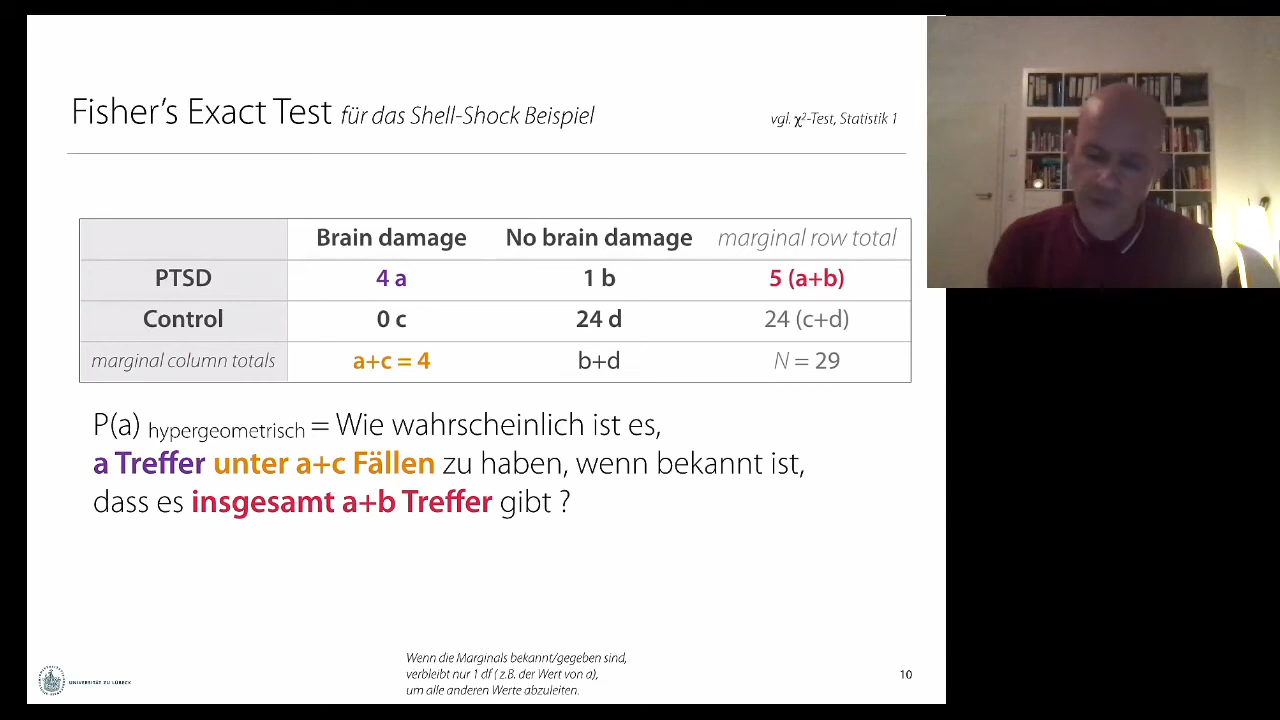 Fisher's Exact Test für das Shell-Shock Beispiel
vgl. χ²-Test, Statistik 1
Brain damage No brain damage marginal row total
PTSD 4 a 1 b 5 (a+b)
Control 0 c 24 d 24 (c+d)
marginal column totals a+c = 4 b+d N = 29
P(a) hypergeometrisch = Wie wahrscheinlich ist es,
a Treffer unter a+c Fällen zu haben, wenn bekannt ist,
dass es insgesamt a+b Treffer gibt ?
Wenn die Marginals bekannt/gegeben sind,
verbleibt nur 1 df ( z.B. der Wert von a),
um alle anderen Werte abzuleiten.
UNIVERSITÄT ZU LÜBECK
10